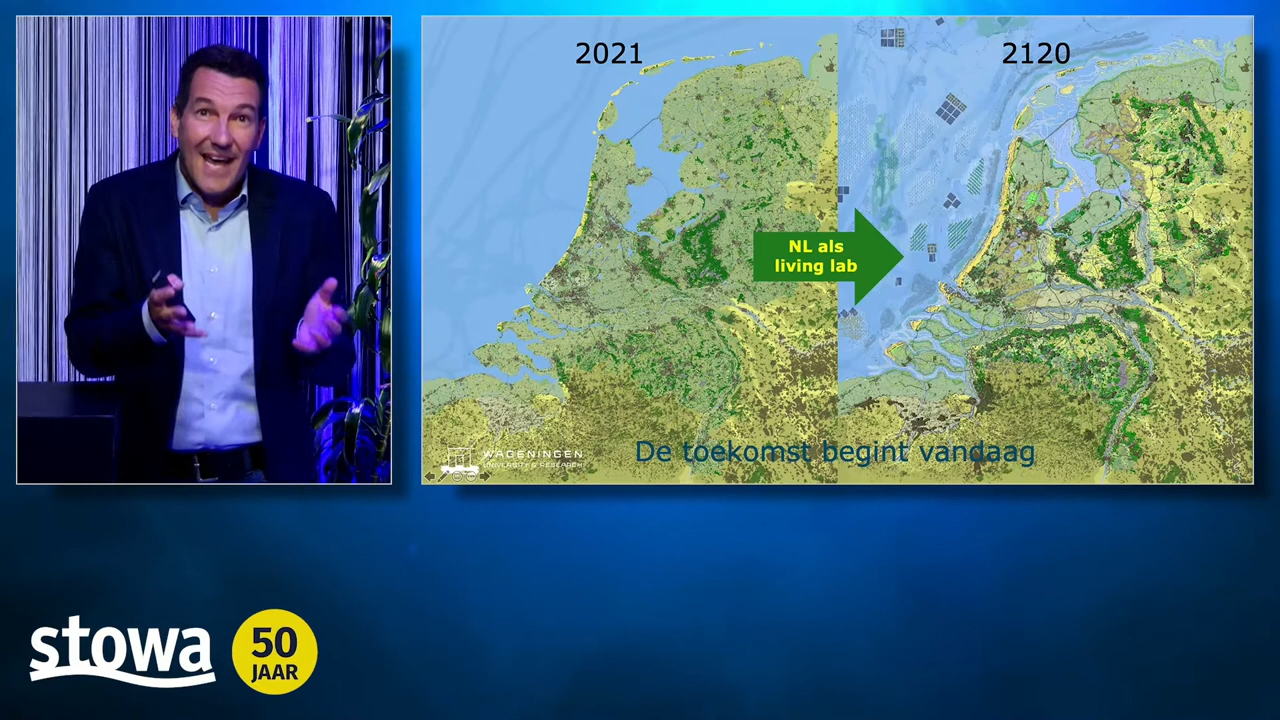 2021
2120
NL als
living lab
De toekomst begint vandaag
WAGENINGEN
UNIVERSITY & RESEARCH
stowa
50
JAAR